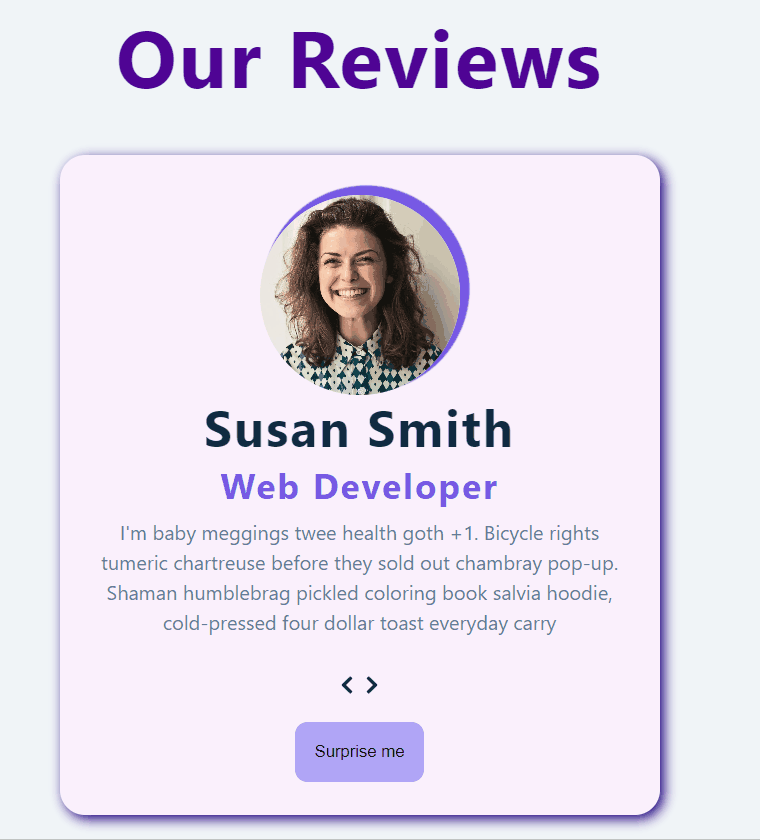 Our Reviews
Susan Smith
Web Developer
I'm baby meggings twee health goth +1. Bicycle rights
tumeric chartreuse before they sold out chambray pop-up.
Shaman humblebrag pickled coloring book salvia hoodie,
cold-pressed four dollar toast everyday carry
Surprise me